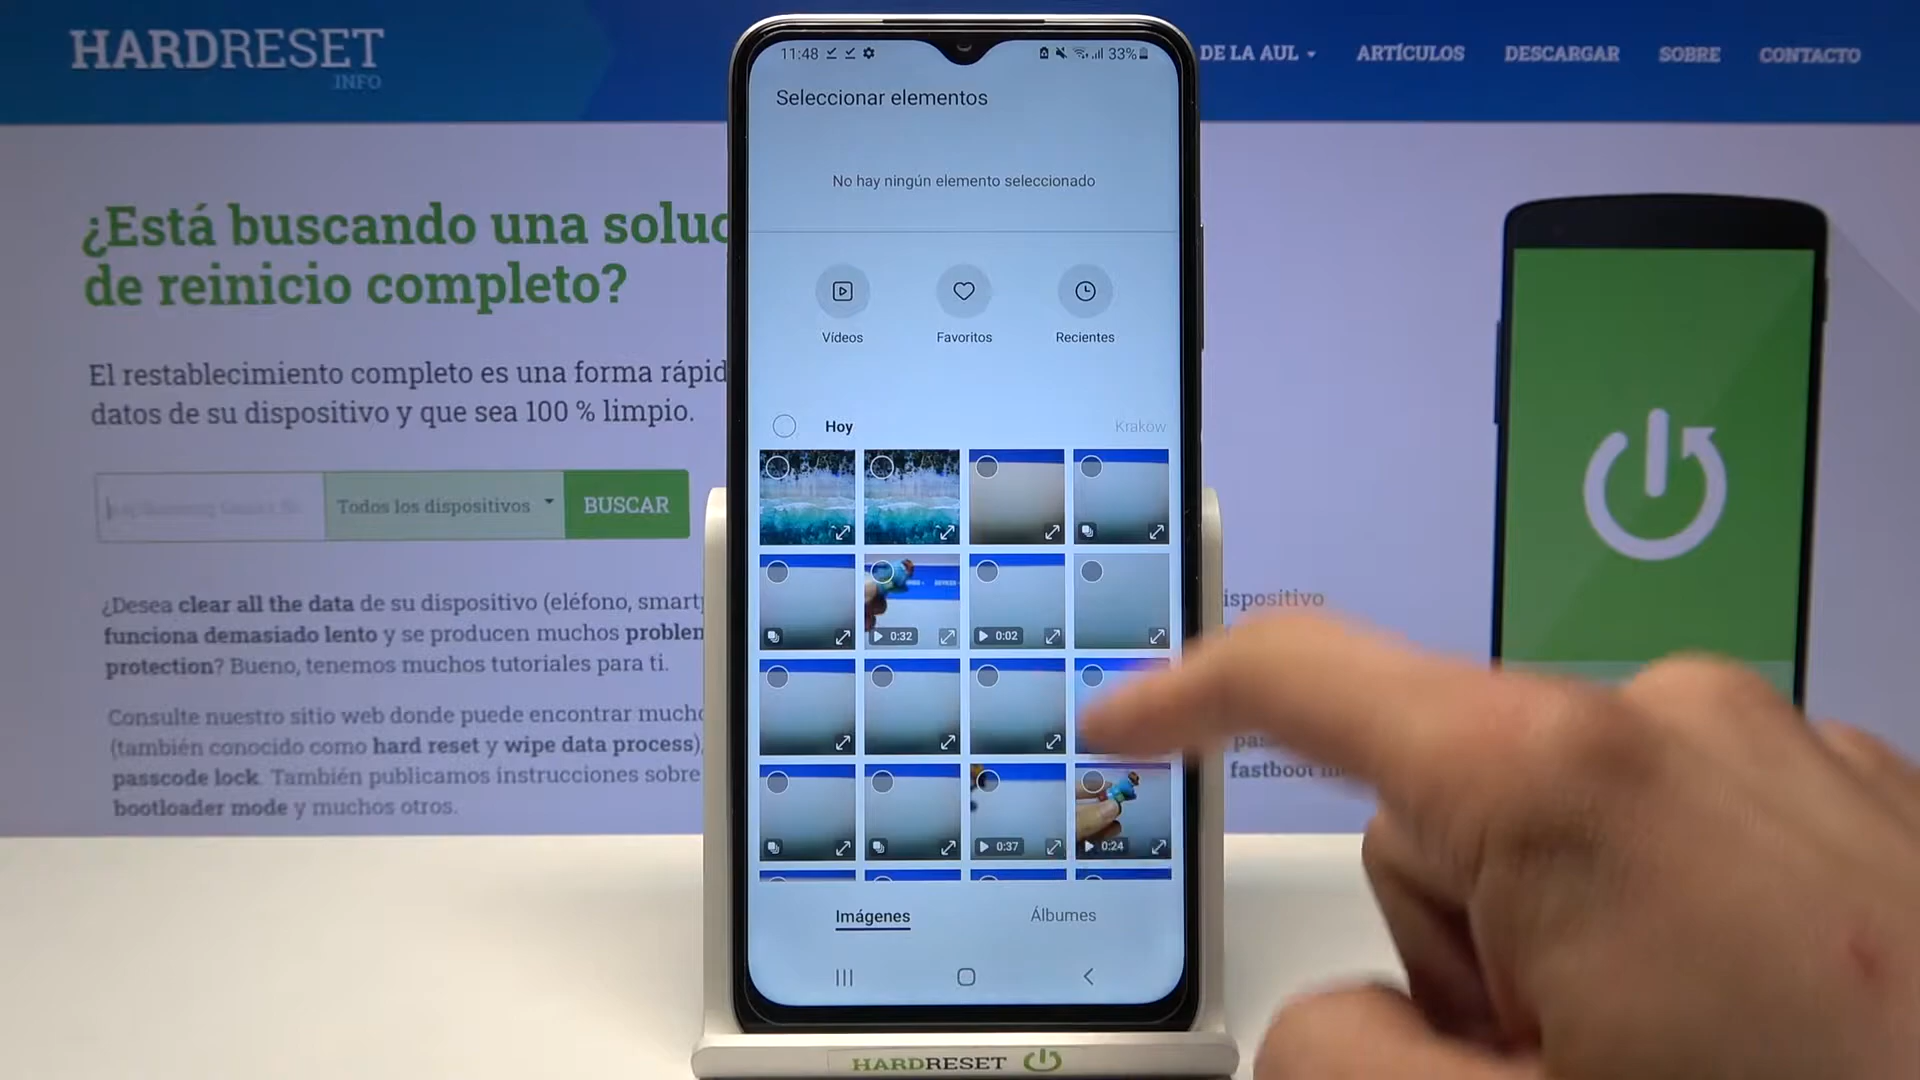 HARDRESET
INFO
DE LA AUL
ARTÍCULOS
DESCARGAR
SOBRE
CONTACTO
¿Está buscando una soluc
de reinicio completo?
El restablecimiento completo es una forma rápid
datos de su dispositivo y que sea 100 % limpio.
Todos los dispositivos
BUSCAR
¿Desea clear all the data de su dispositivo (eléfono, smart
funciona demasiado lento y se producen muchos problem
protection? Bueno, tenemos muchos tutoriales para ti.
Consulte nuestro sitio web donde puede encontrar mucho
(también conocido como hard reset y wipe data process),
passcode lock. También publicamos instrucciones sobre
bootloader mode y muchos otros.
ispositivo
pas
fastboot m
11:48
33%
Seleccionar elementos
No hay ningún elemento seleccionado
Vídeos
Favoritos
Recientes
Hoy
Kraków
0:32
0:02
0:37
0:24
Imágenes
Álbumes
HARDRESET